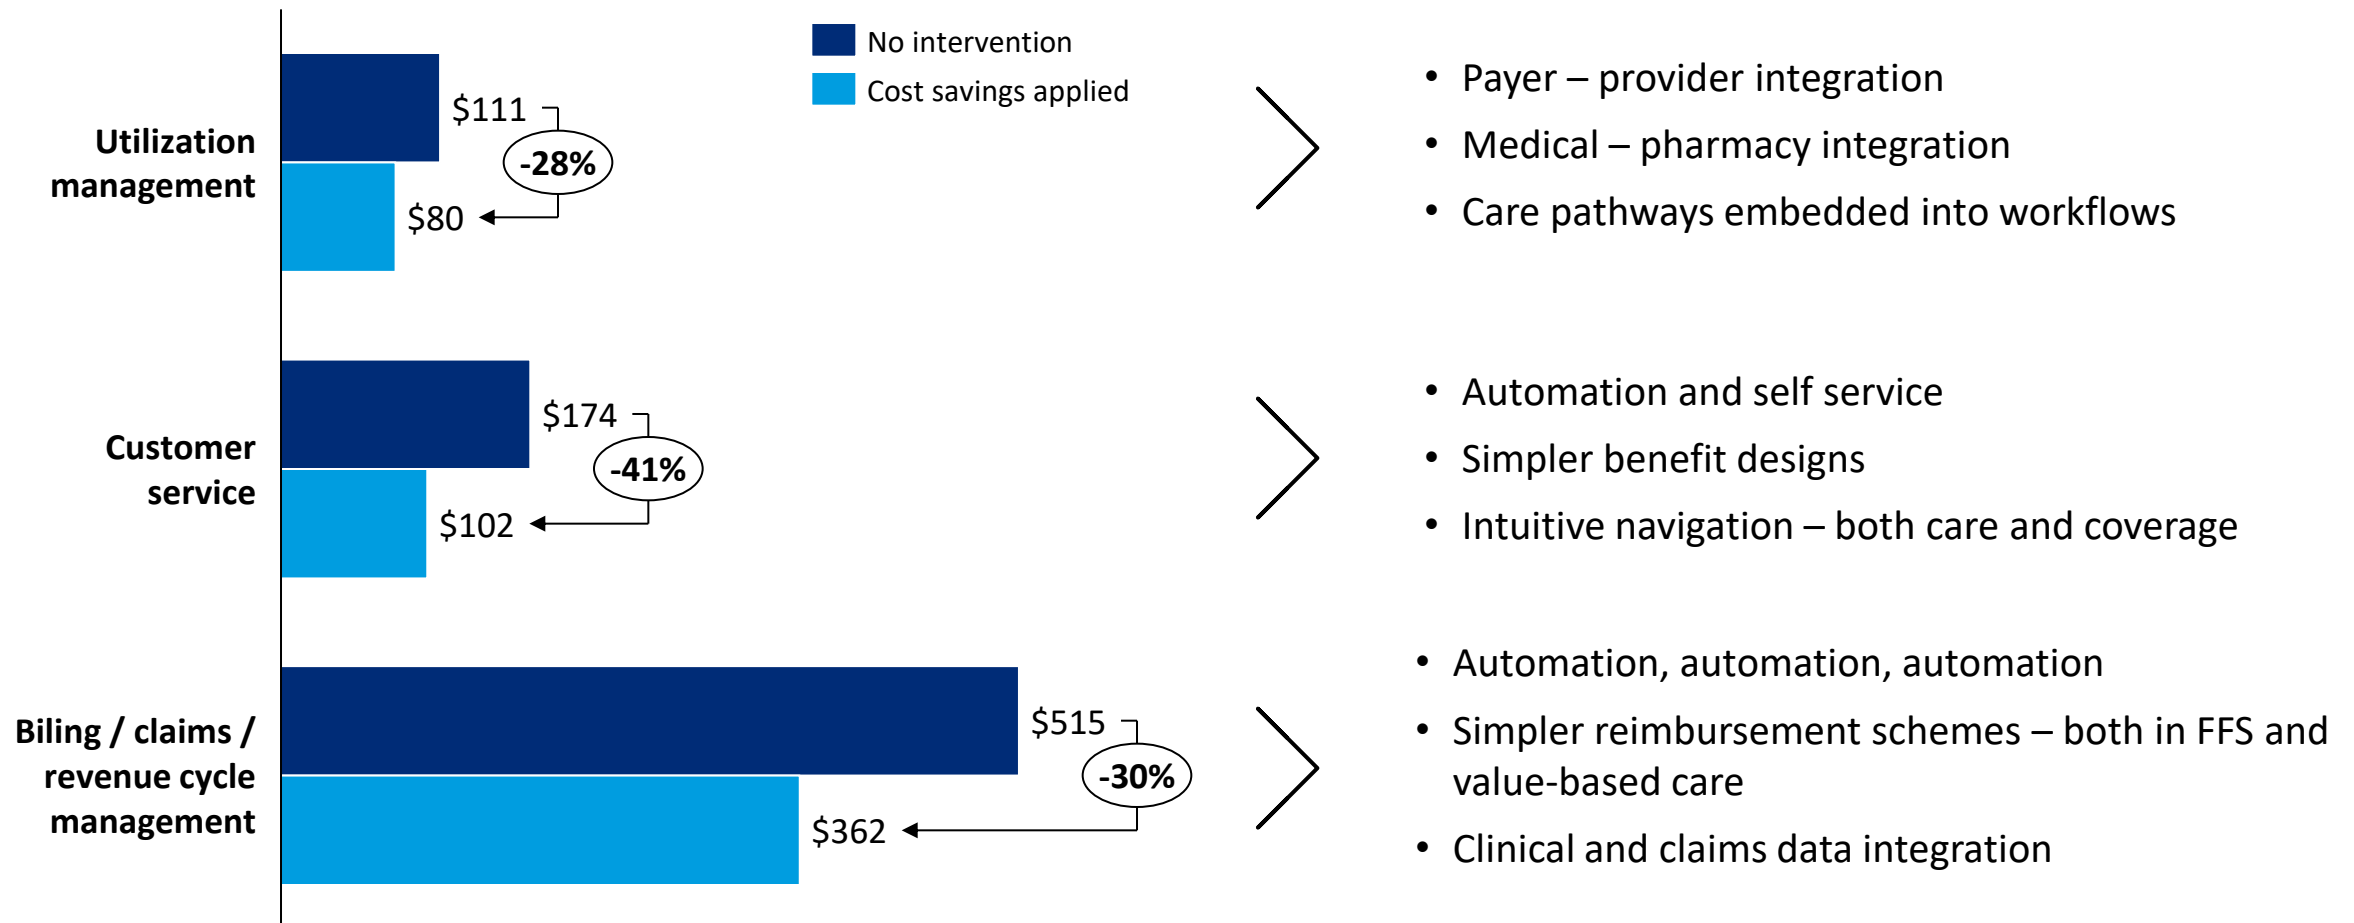 No intervention
Cost savings applied
Utilization
management
$111
-28%
$80
• Payer – provider integration
• Medical – pharmacy integration
• Care pathways embedded into workflows
Customer
service
$174
-41%
$102
• Automation and self service
• Simpler benefit designs
• Intuitive navigation – both care and coverage
Biling / claims /
revenue cycle
management
$515
-30%
$362
• Automation, automation, automation
• Simpler reimbursement schemes – both in FFS and
value-based care
• Clinical and claims data integration